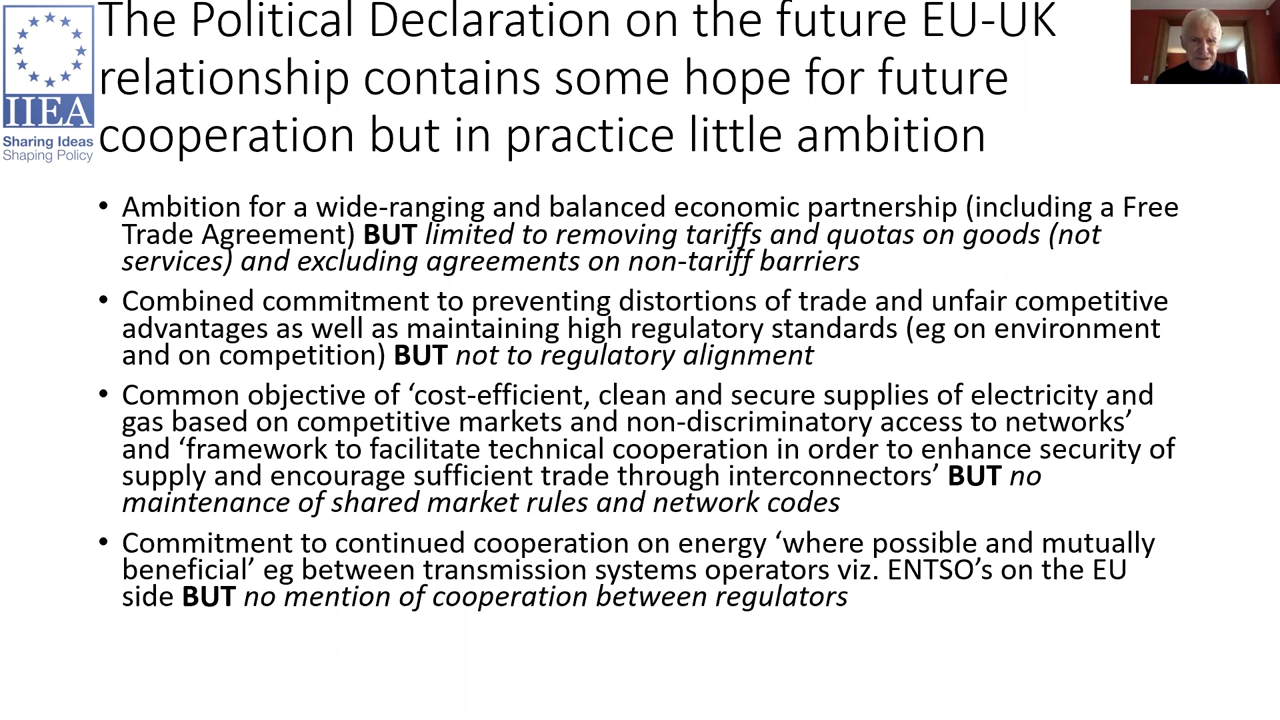 The Political Declaration on the future EU-UK
relationship contains some hope for future
cooperation but in practice little ambition
IIEA
Sharing Ideas
Shaping Policy
• Ambition for a wide-ranging and balanced economic partnership (including a Free
Trade Agreement) BUT limited to removing tariffs and quotas on goods (not
services) and excluding agreements on non-tariff barriers
• Combined commitment to preventing distortions of trade and unfair competitive
advantages as well as maintaining high regulatory standards (eg on environment
and on competition) BUT not to regulatory alignment
• Common objective of ‘cost-efficient, clean and secure supplies of electricity and
gas based on competitive markets and non-discriminatory access to networks’
and ‘framework to facilitate technical cooperation in order to enhance security of
supply and encourage sufficient trade through interconnectors’ BUT no
maintenance of shared market rules and network codes
• Commitment to continued cooperation on energy ‘where possible and mutually
beneficial’ eg between transmission systems operators viz. ENTSO’s on the EU
side BUT no mention of cooperation between regulators